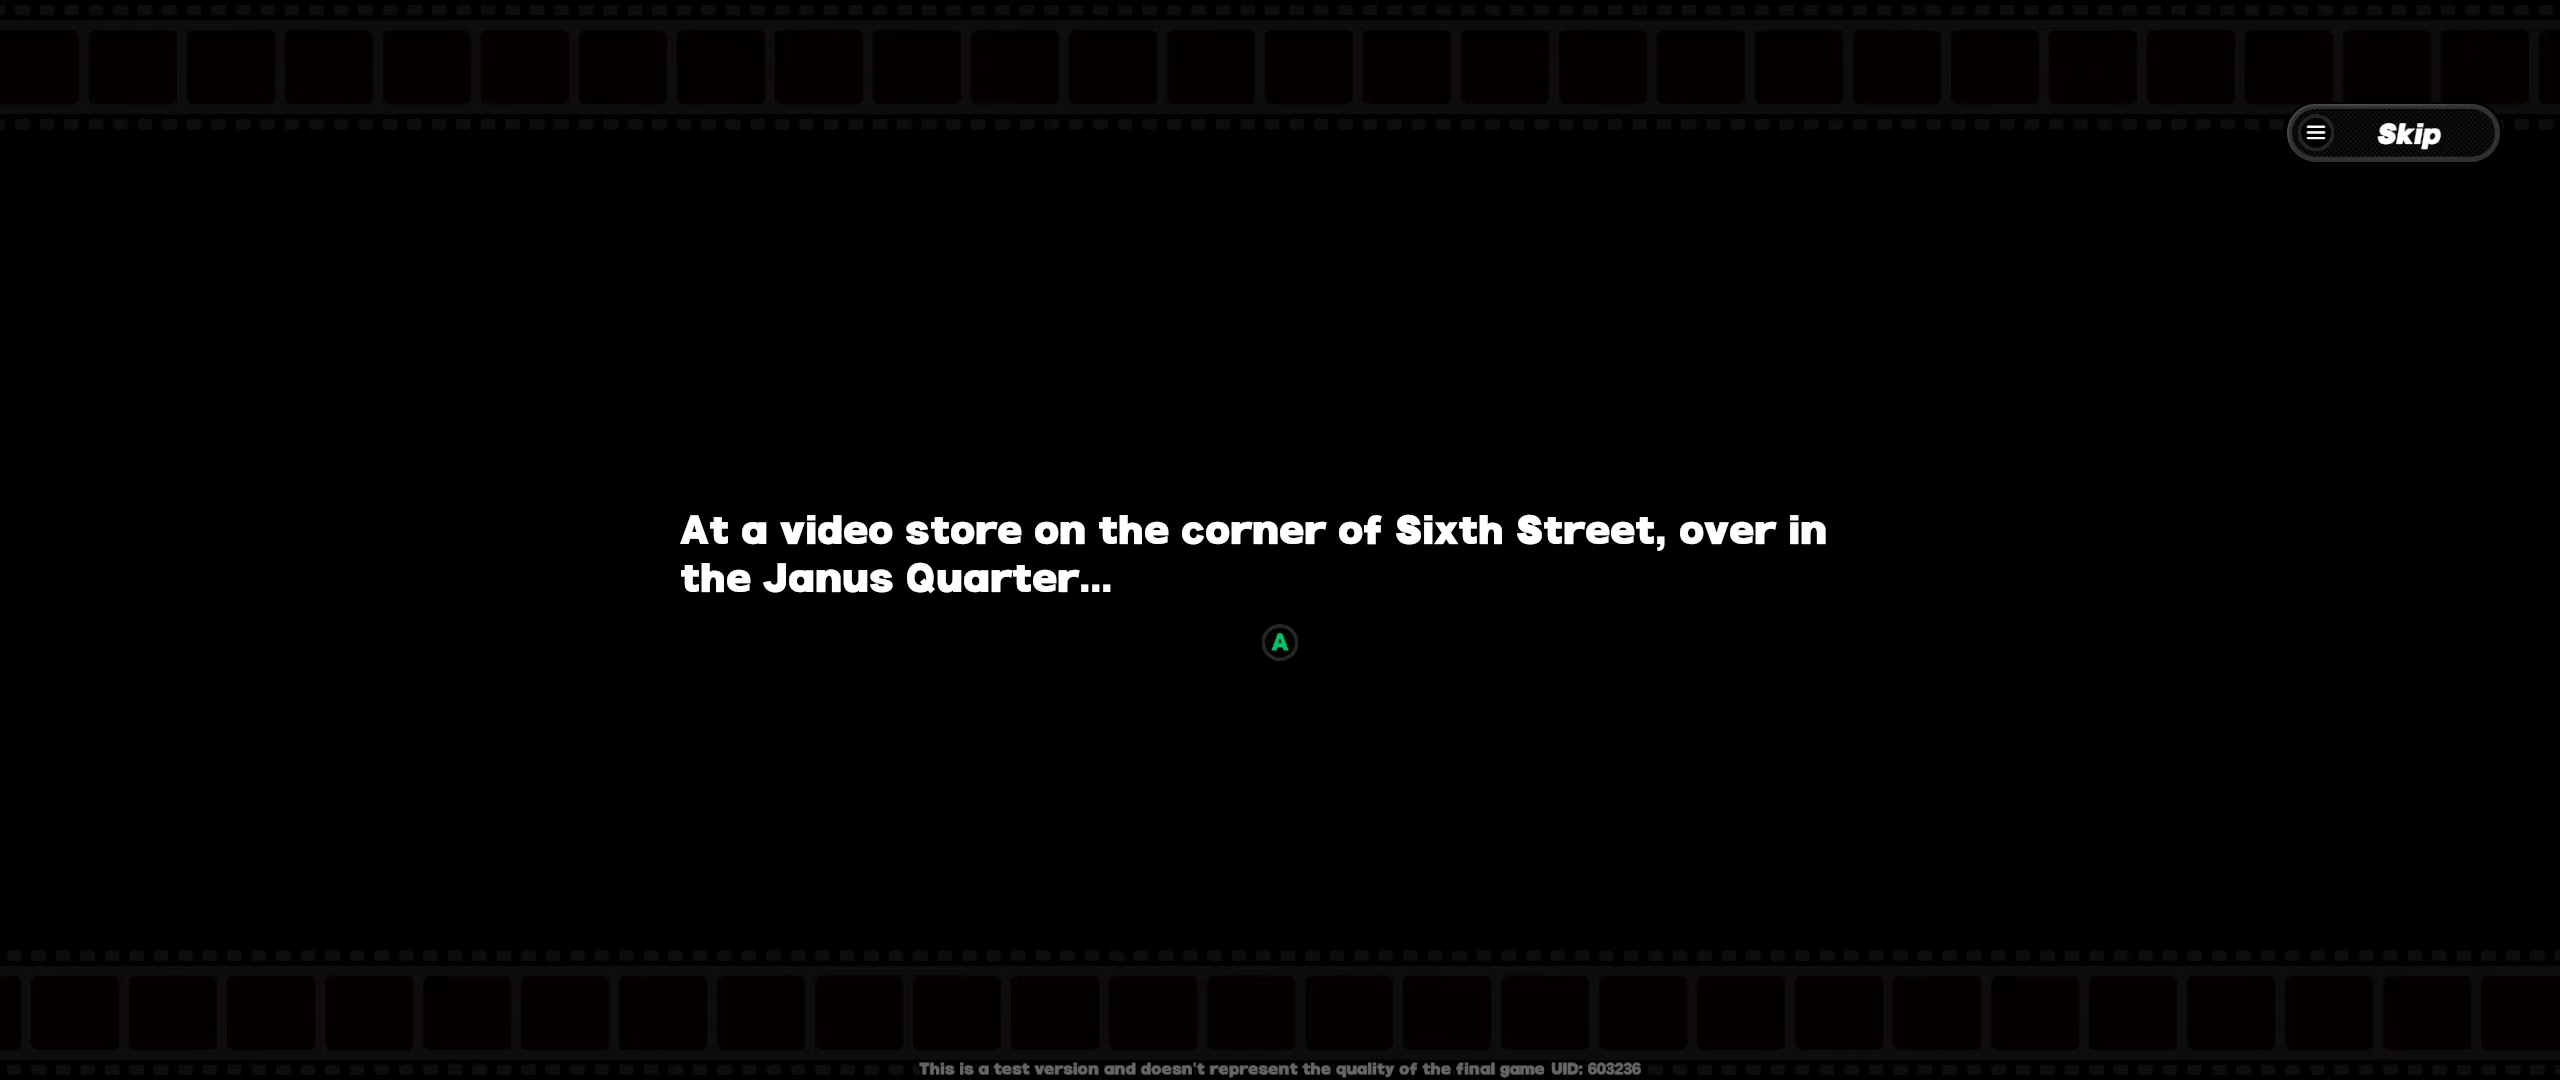 Skip
At a video store on the corner of Sixth Street, over in
the Janus Quarter...
A
This is a test version and doesn't represent the quality of the final game UID: 603236